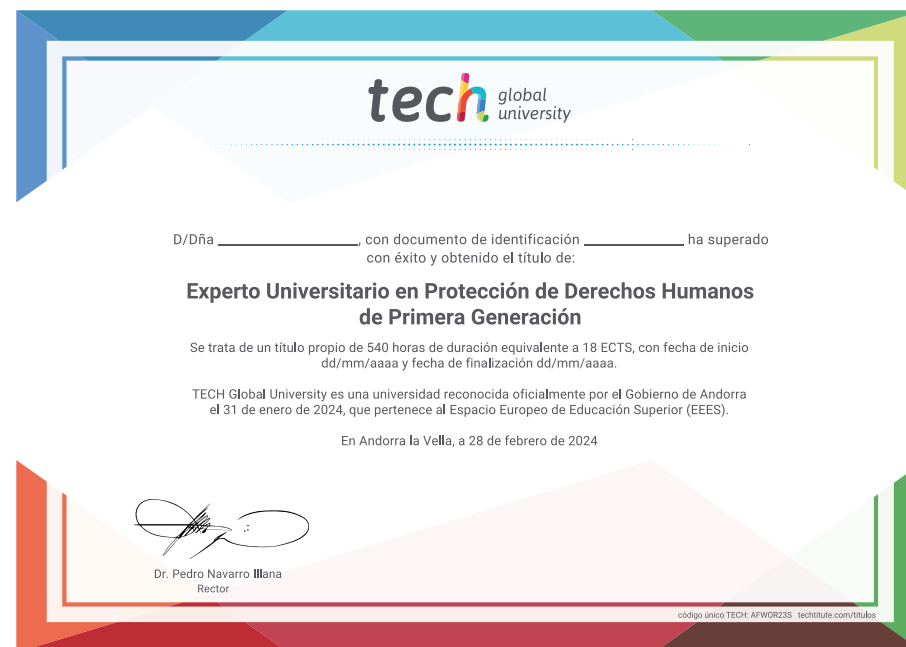 tech global
university
D/Dña ____________________, con documento de identificación ______________ ha superado
con éxito y obtenido el título de:
Experto Universitario en Protección de Derechos Humanos
de Primera Generación
Se trata de un título propio de 540 horas de duración equivalente a 18 ECTS, con fecha de inicio
dd/mm/aaaa y fecha de finalización dd/mm/aaaa.
TECH Global University es una universidad reconocida oficialmente por el Gobierno de Andorra
el 31 de enero de 2024, que pertenece al Espacio Europeo de Educación Superior (EEES).
En Andorra la Vella, a 28 de febrero de 2024
Dr. Pedro Navarro Illana
Rector
código único TECH: AFWOR23S techtitute.com/titulos